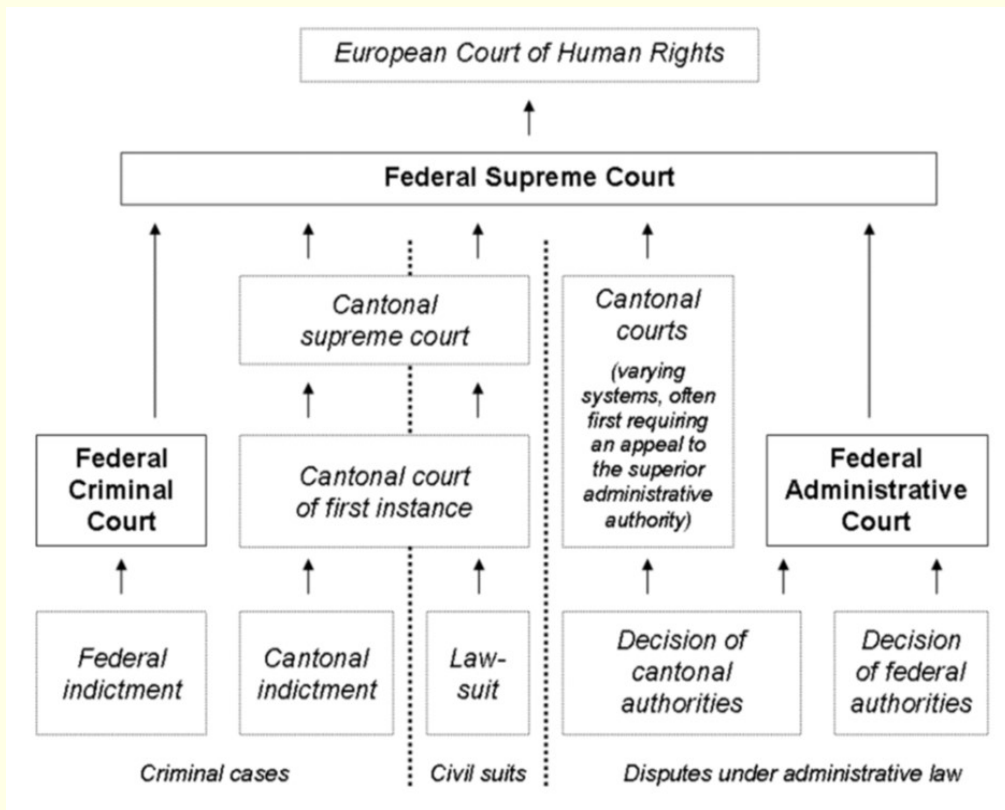 European Court of Human Rights
Federal Supreme Court
Cantonal
supreme court
Cantonal
courts
(varying
systems, often
first requiring
an appeal to
the superior
administrative
authority)
Federal
Criminal
Court
Cantonal court
of first instance
Federal
Administrative
Court
Federal
indictment
Cantonal
indictment
Law-
suit
Decision of
cantonal
authorities
Decision
of federal
authorities
Criminal cases
Civil suits
Disputes under administrative law